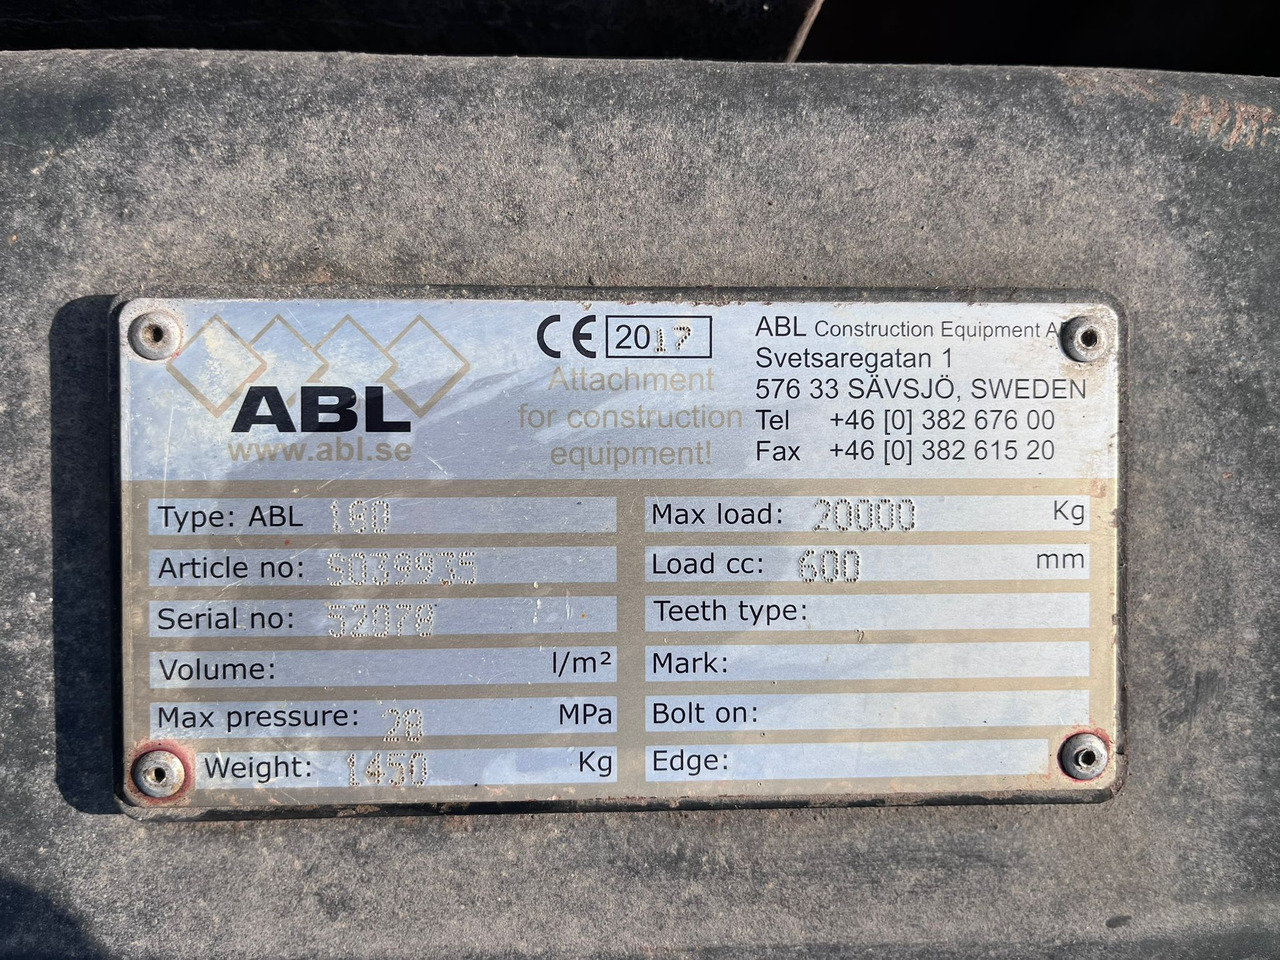 ABL
www.abl.se
CE 2017
Attachment
for construction
equipment!
ABL Construction Equipment
Svetsaregatan 1
576 33 SÄVSJÖ, SWEDEN
Tel +46 [0] 382 676 00
Fax +46 [0] 382 615 20
Type: ABL 190
Article no: S039935
Serial no: 52078
Volume: l/m²
Max pressure: 28 MPa
Weight: 1450 Kg
Max load: 20000 Kg
Load cc: 600 mm
Teeth type:
Mark:
Bolt on:
Edge: